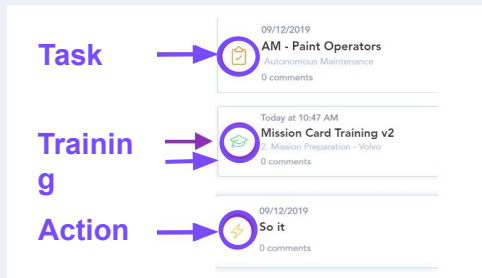 Task
09/12/2019
AM - Paint Operators
Autonomous Maintenance
0 comments
Trainin
g
Today at 10:47 AM
Mission Card Training v2
2. Mission Preparation - Volvo
0 comments
Action
09/12/2019
So it
0 comments